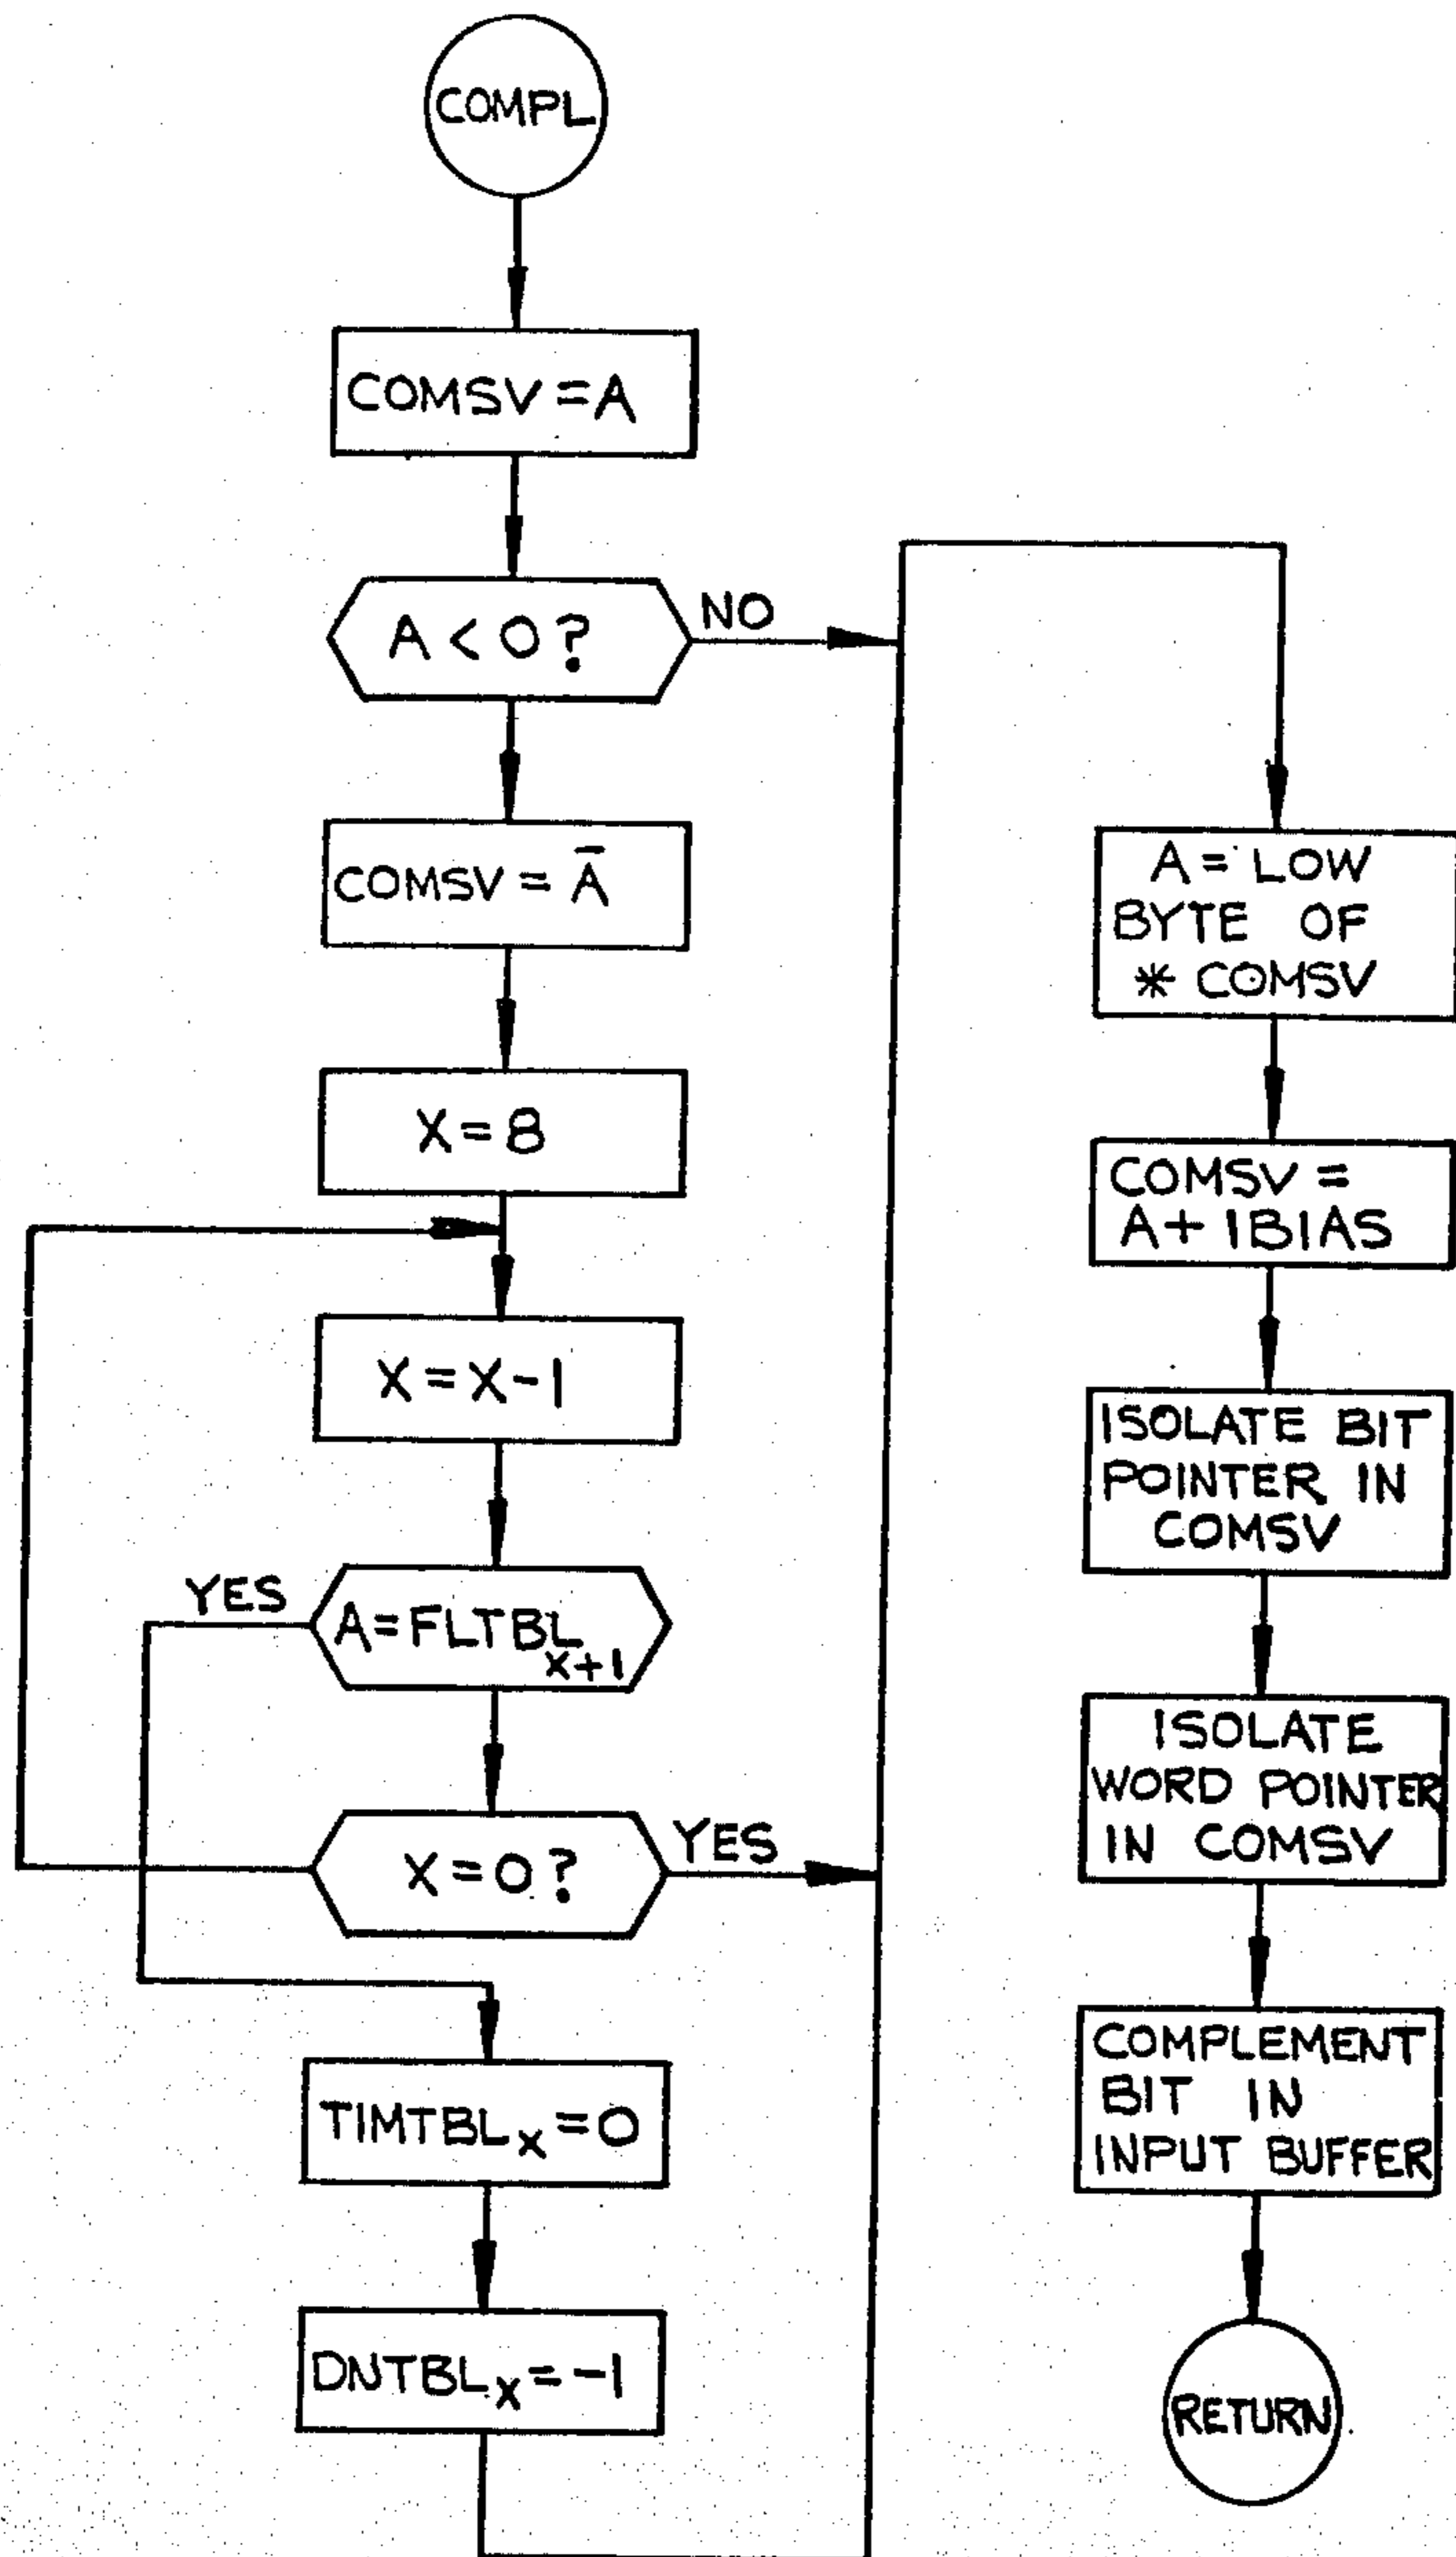 COMPL
COMSV = A
A < 0 ?
NO
COMSV = Ā
X = 8
X = X - 1
YES
A = FLTBL
X+1
X = 0 ?
YES
TIMTBLX = 0
DNTBLX = -1
A = LOW
BYTE OF
* COMSV
COMSV =
A + IBIAS
ISOLATE BIT
POINTER IN
COMSV
ISOLATE
WORD POINTER
IN COMSV
COMPLEMENT
BIT IN
INPUT BUFFER
RETURN